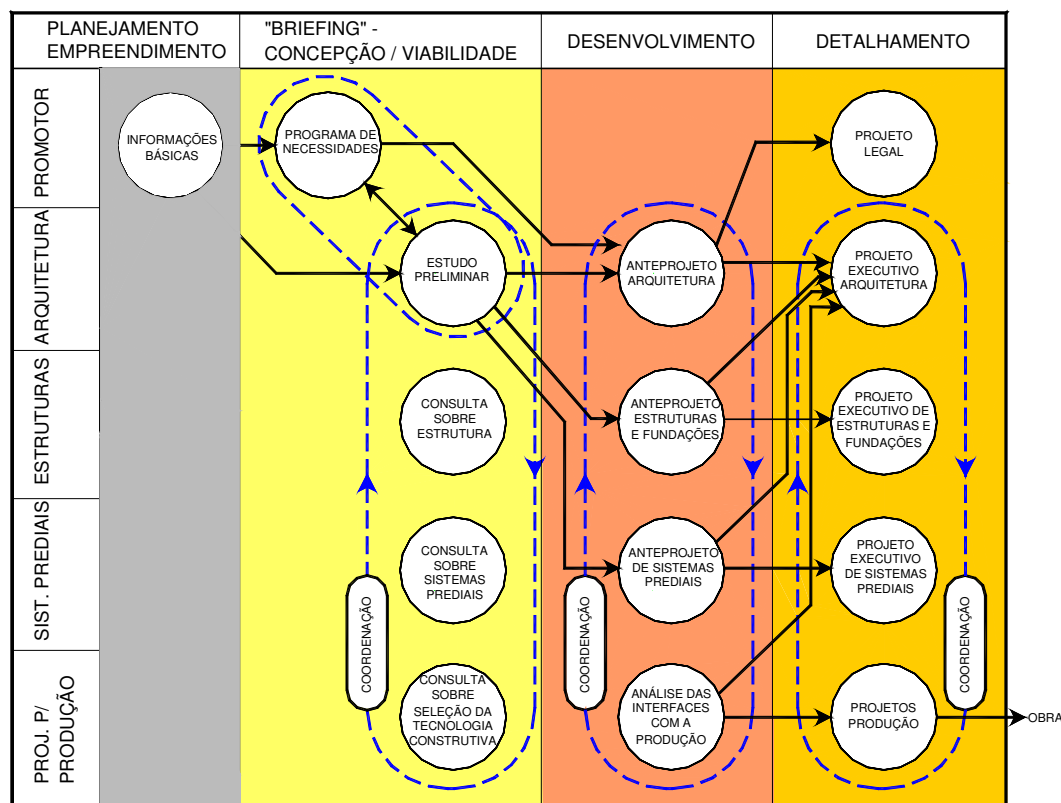 PLANEJAMENTO
EMPREENDIMENTO
"BRIEFING" -
CONCEPÇÃO / VIABILIDADE
DESENVOLVIMENTO
DETALHAMENTO
PROMOTOR
INFORMAÇÕES
BÁSICAS
PROGRAMA DE
NECESSIDADES
PROJETO
LEGAL
ARQUITETURA
ESTUDO
PRELIMINAR
ANTEPROJETO
ARQUITETURA
PROJETO
EXECUTIVO
ARQUITETURA
ESTRUTURAS
CONSULTA
SOBRE
ESTRUTURA
ANTEPROJETO
ESTRUTURAS
E FUNDAÇÕES
PROJETO
EXECUTIVO DE
ESTRUTURAS E
FUNDAÇÕES
SIST. PREDIAIS
COORDENAÇÃO
CONSULTA
SOBRE
SISTEMAS
PREDIAIS
COORDENAÇÃO
ANTEPROJETO
DE SISTEMAS
PREDIAIS
PROJETO
EXECUTIVO
DE SISTEMAS
PREDIAIS
COORDENAÇÃO
PROJ. P/
PRODUÇÃO
CONSULTA
SOBRE
SELEÇÃO DA
TECNOLOGIA
CONSTRUTIVA
ANÁLISE DAS
INTERFACES
COM A
PRODUÇÃO
PROJETOS
PRODUÇÃO
OBRA